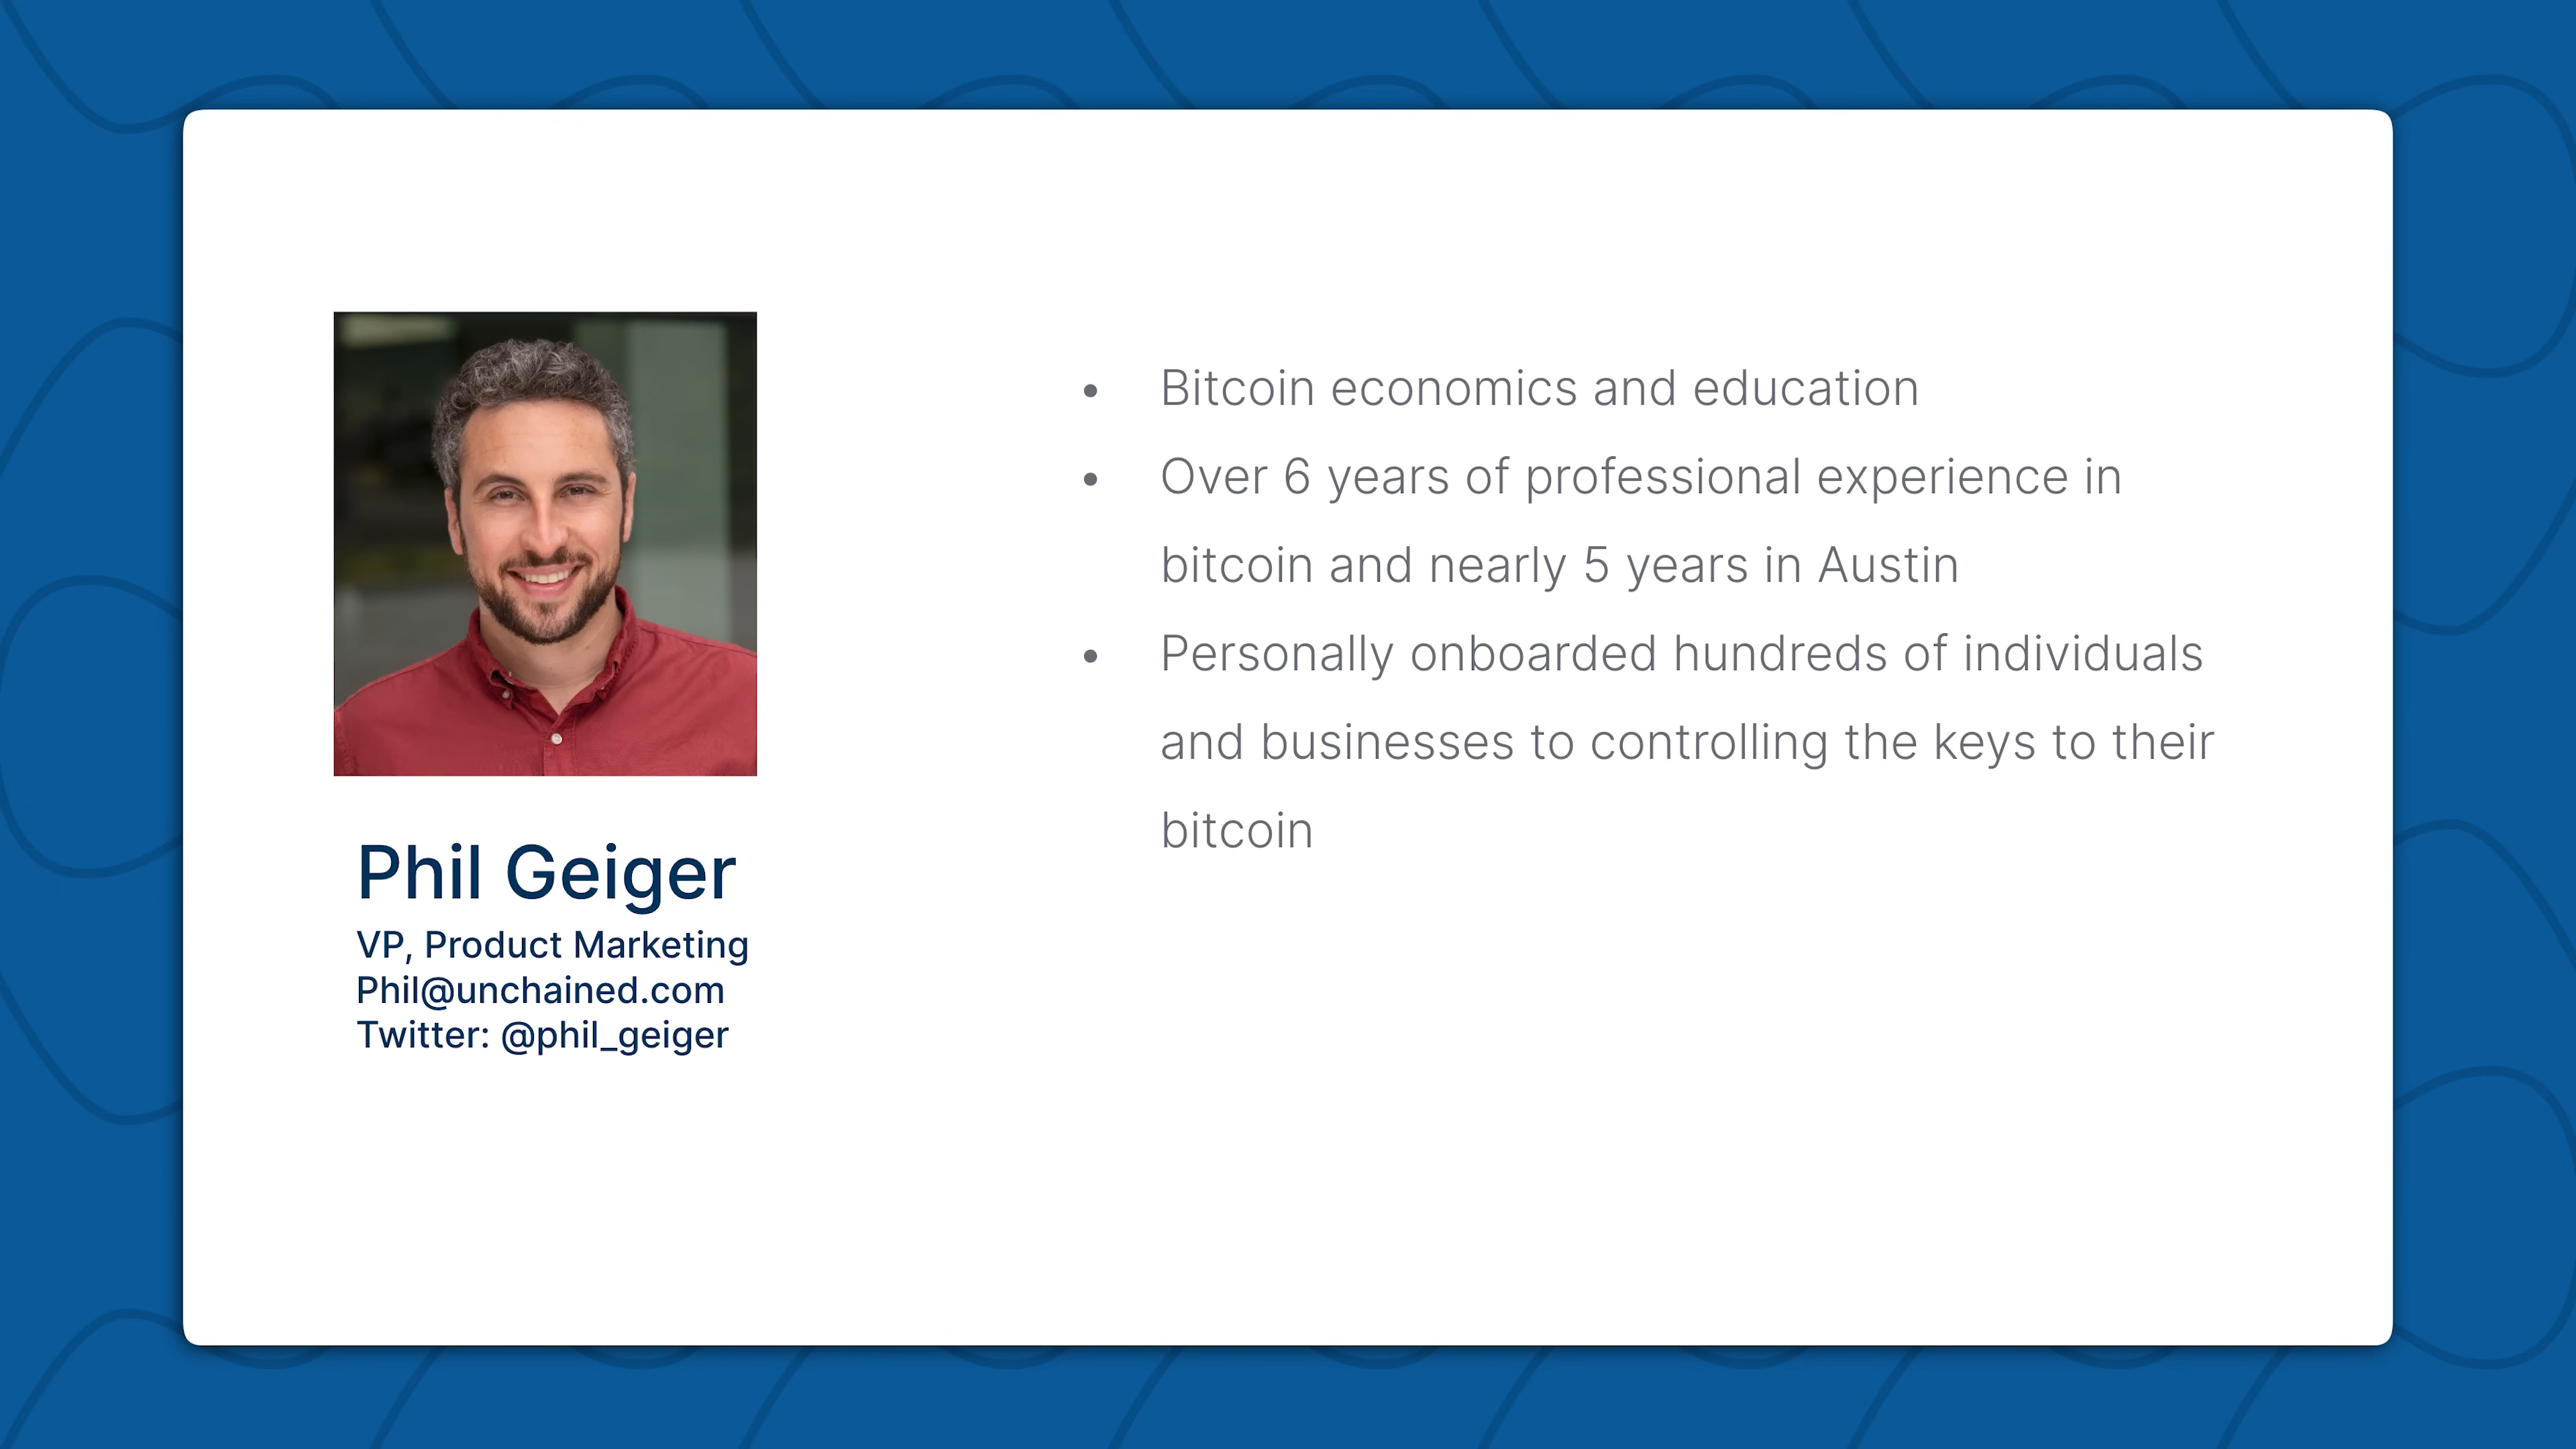 Phil Geiger
VP, Product Marketing
Phil@unchained.com
Twitter: @phil_geiger
• Bitcoin economics and education
• Over 6 years of professional experience in
bitcoin and nearly 5 years in Austin
• Personally onboarded hundreds of individuals
and businesses to controlling the keys to their
bitcoin